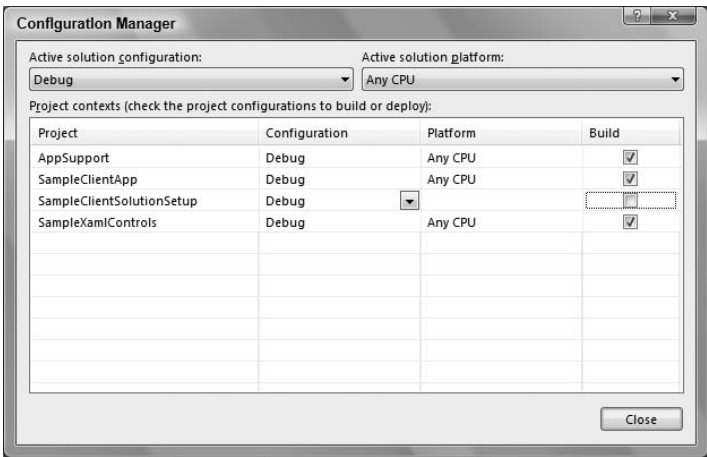 Configuration Manager
Active solution configuration: Active solution platform:
Debug Any CPU
Project contexts (check the project configurations to build or deploy):
Project Configuration Platform Build
AppSupport Debug Any CPU
SampleClientApp Debug Any CPU
SampleClientSolutionSetup Debug
SampleXamlControls Debug Any CPU
Close